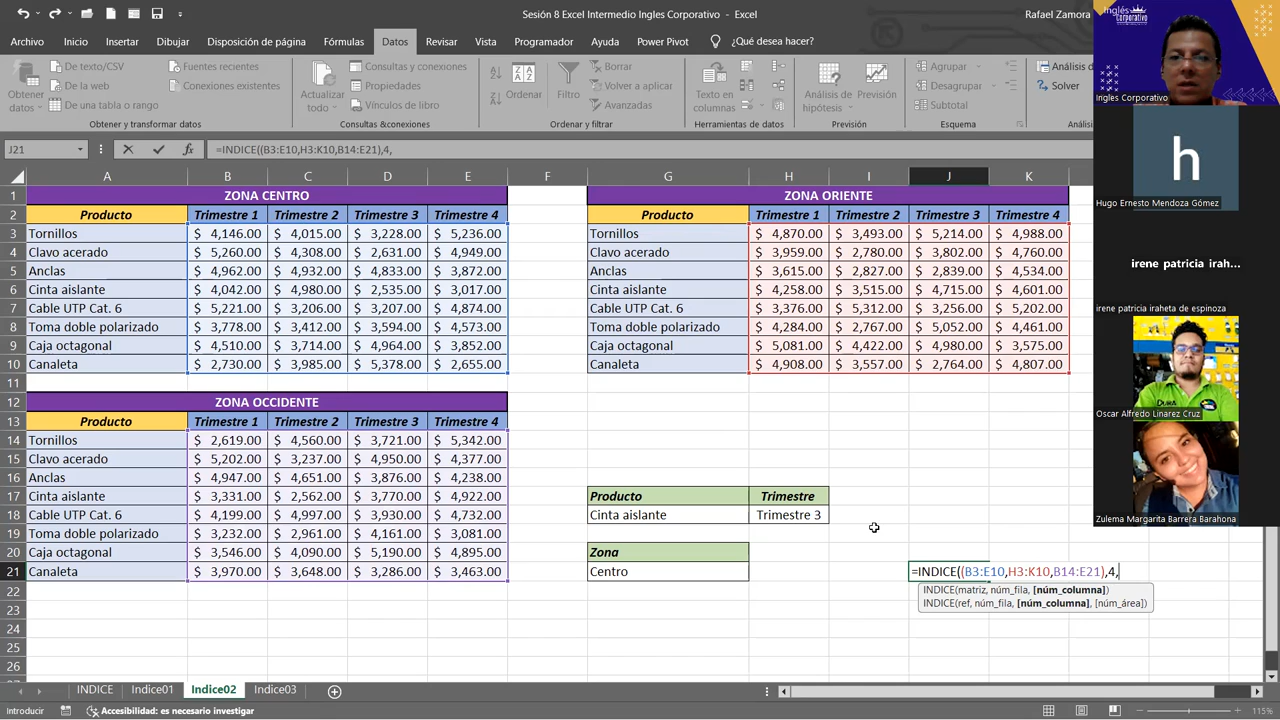 Sesión 8 Excel Intermedio Ingles Corporativo - Excel
Rafael Zamora
Archivo Inicio Insertar Dibujar Disposición de página Fórmulas Datos Revisar Vista Programador Ayuda Power Pivot ¿Qué desea hacer?
Obtener datos
De texto/CSV
De la web
De una tabla o rango
Fuentes recientes
Conexiones existentes
Obtener y transformar datos
Actualizar todo
Consultas y conexiones
Propiedades
Vínculos de libro
Consultas&conexiones
Ordenar
Filtro
Borrar
Volver a aplicar
Avanzadas
Ordenar y filtrar
Texto en columnas
Herramientas de datos
Análisis de hipótesis
Previsión
Previsión
Agrupar
Desagrupar
Subtotal
Esquema
Análisis d
Solver
Análisi
J21
=INDICE((B3:E10,H3:K10,B14:E21),4,
A B C D E F G H I J K
1 ZONA CENTRO ZONA ORIENTE
2 Producto Trimestre 1 Trimestre 2 Trimestre 3 Trimestre 4 Producto Trimestre 1 Trimestre 2 Trimestre 3 Trimestre 4
3 Tornillos $ 4,146.00 $ 4,015.00 $ 3,228.00 $ 5,236.00 Tornillos $ 4,870.00 $ 3,493.00 $ 5,214.00 $ 4,988.00
4 Clavo acerado $ 5,260.00 $ 4,308.00 $ 2,631.00 $ 4,949.00 Clavo acerado $ 3,959.00 $ 2,780.00 $ 3,802.00 $ 4,760.00
5 Anclas $ 4,962.00 $ 4,932.00 $ 4,833.00 $ 3,872.00 Anclas $ 3,615.00 $ 2,827.00 $ 2,839.00 $ 4,534.00
6 Cinta aislante $ 4,042.00 $ 4,980.00 $ 2,535.00 $ 3,017.00 Cinta aislante $ 4,258.00 $ 3,515.00 $ 4,715.00 $ 4,601.00
7 Cable UTP Cat. 6 $ 5,221.00 $ 3,206.00 $ 3,207.00 $ 4,874.00 Cable UTP Cat. 6 $ 3,376.00 $ 5,312.00 $ 3,256.00 $ 5,202.00
8 Toma doble polarizado $ 3,778.00 $ 3,412.00 $ 3,594.00 $ 4,573.00 Toma doble polarizado $ 4,284.00 $ 2,767.00 $ 5,052.00 $ 4,461.00
9 Caja octagonal $ 4,510.00 $ 3,714.00 $ 4,964.00 $ 3,575.00 Caja octagonal $ 5,081.00 $ 4,422.00 $ 4,980.00 $ 3,575.00
10 Canaleta $ 2,730.00 $ 3,985.00 $ 5,378.00 $ 2,655.00 Canaleta $ 4,908.00 $ 3,557.00 $ 2,764.00 $ 4,807.00
11
12 ZONA OCCIDENTE
13 Producto Trimestre 1 Trimestre 2 Trimestre 3 Trimestre 4
14 Tornillos $ 2,619.00 $ 4,560.00 $ 3,721.00 $ 5,342.00
15 Clavo acerado $ 5,202.00 $ 3,237.00 $ 4,950.00 $ 4,377.00
16 Anclas $ 4,947.00 $ 4,651.00 $ 3,876.00 $ 4,238.00
17 Cinta aislante $ 3,331.00 $ 2,562.00 $ 3,770.00 $ 4,922.00 Producto Trimestre
18 Cable UTP Cat. 6 $ 4,199.00 $ 4,997.00 $ 3,930.00 $ 4,732.00 Cinta aislante Trimestre 3
19 Toma doble polarizado $ 3,232.00 $ 2,961.00 $ 4,161.00 $ 3,081.00
20 Caja octagonal $ 3,546.00 $ 4,090.00 $ 5,190.00 $ 4,895.00 Zona
21 Canaleta $ 3,970.00 $ 3,648.00 $ 3,286.00 $ 3,463.00 Centro =INDICE((B3:E10,H3:K10,B14:E21),4,
22 INDICE(matriz, núm_fila, [núm_columna])
23 INDICE(ref, núm_fila, [núm_columna], [núm_área])
24
25
26
INDICE Indice01 Indice02 Indice03
Introducir Accesibilidad: es necesario investigar 115%
Inglés Corporativo
Ingles Corporativo
h
Hugo Ernesto Mendoza Gómez
irene patricia irah...
irene patricia iraheta de espinoza
DURA
Oscar Alfredo Linarez Cruz
Zulema Margarita Barrera Barahona